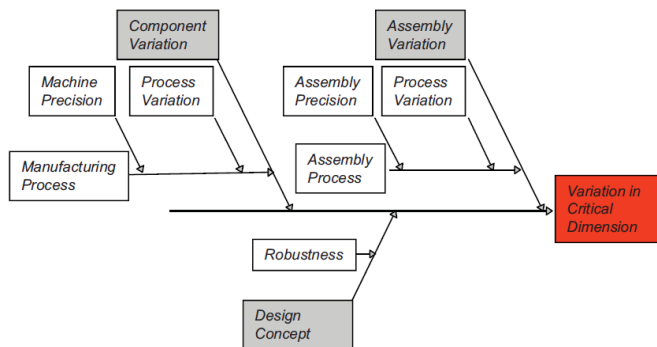 Component
Variation
Assembly
Variation
Machine
Precision
Process
Variation
Assembly
Precision
Process
Variation
Manufacturing
Process
Assembly
Process
Variation in
Critical
Dimension
Robustness
Design
Concept